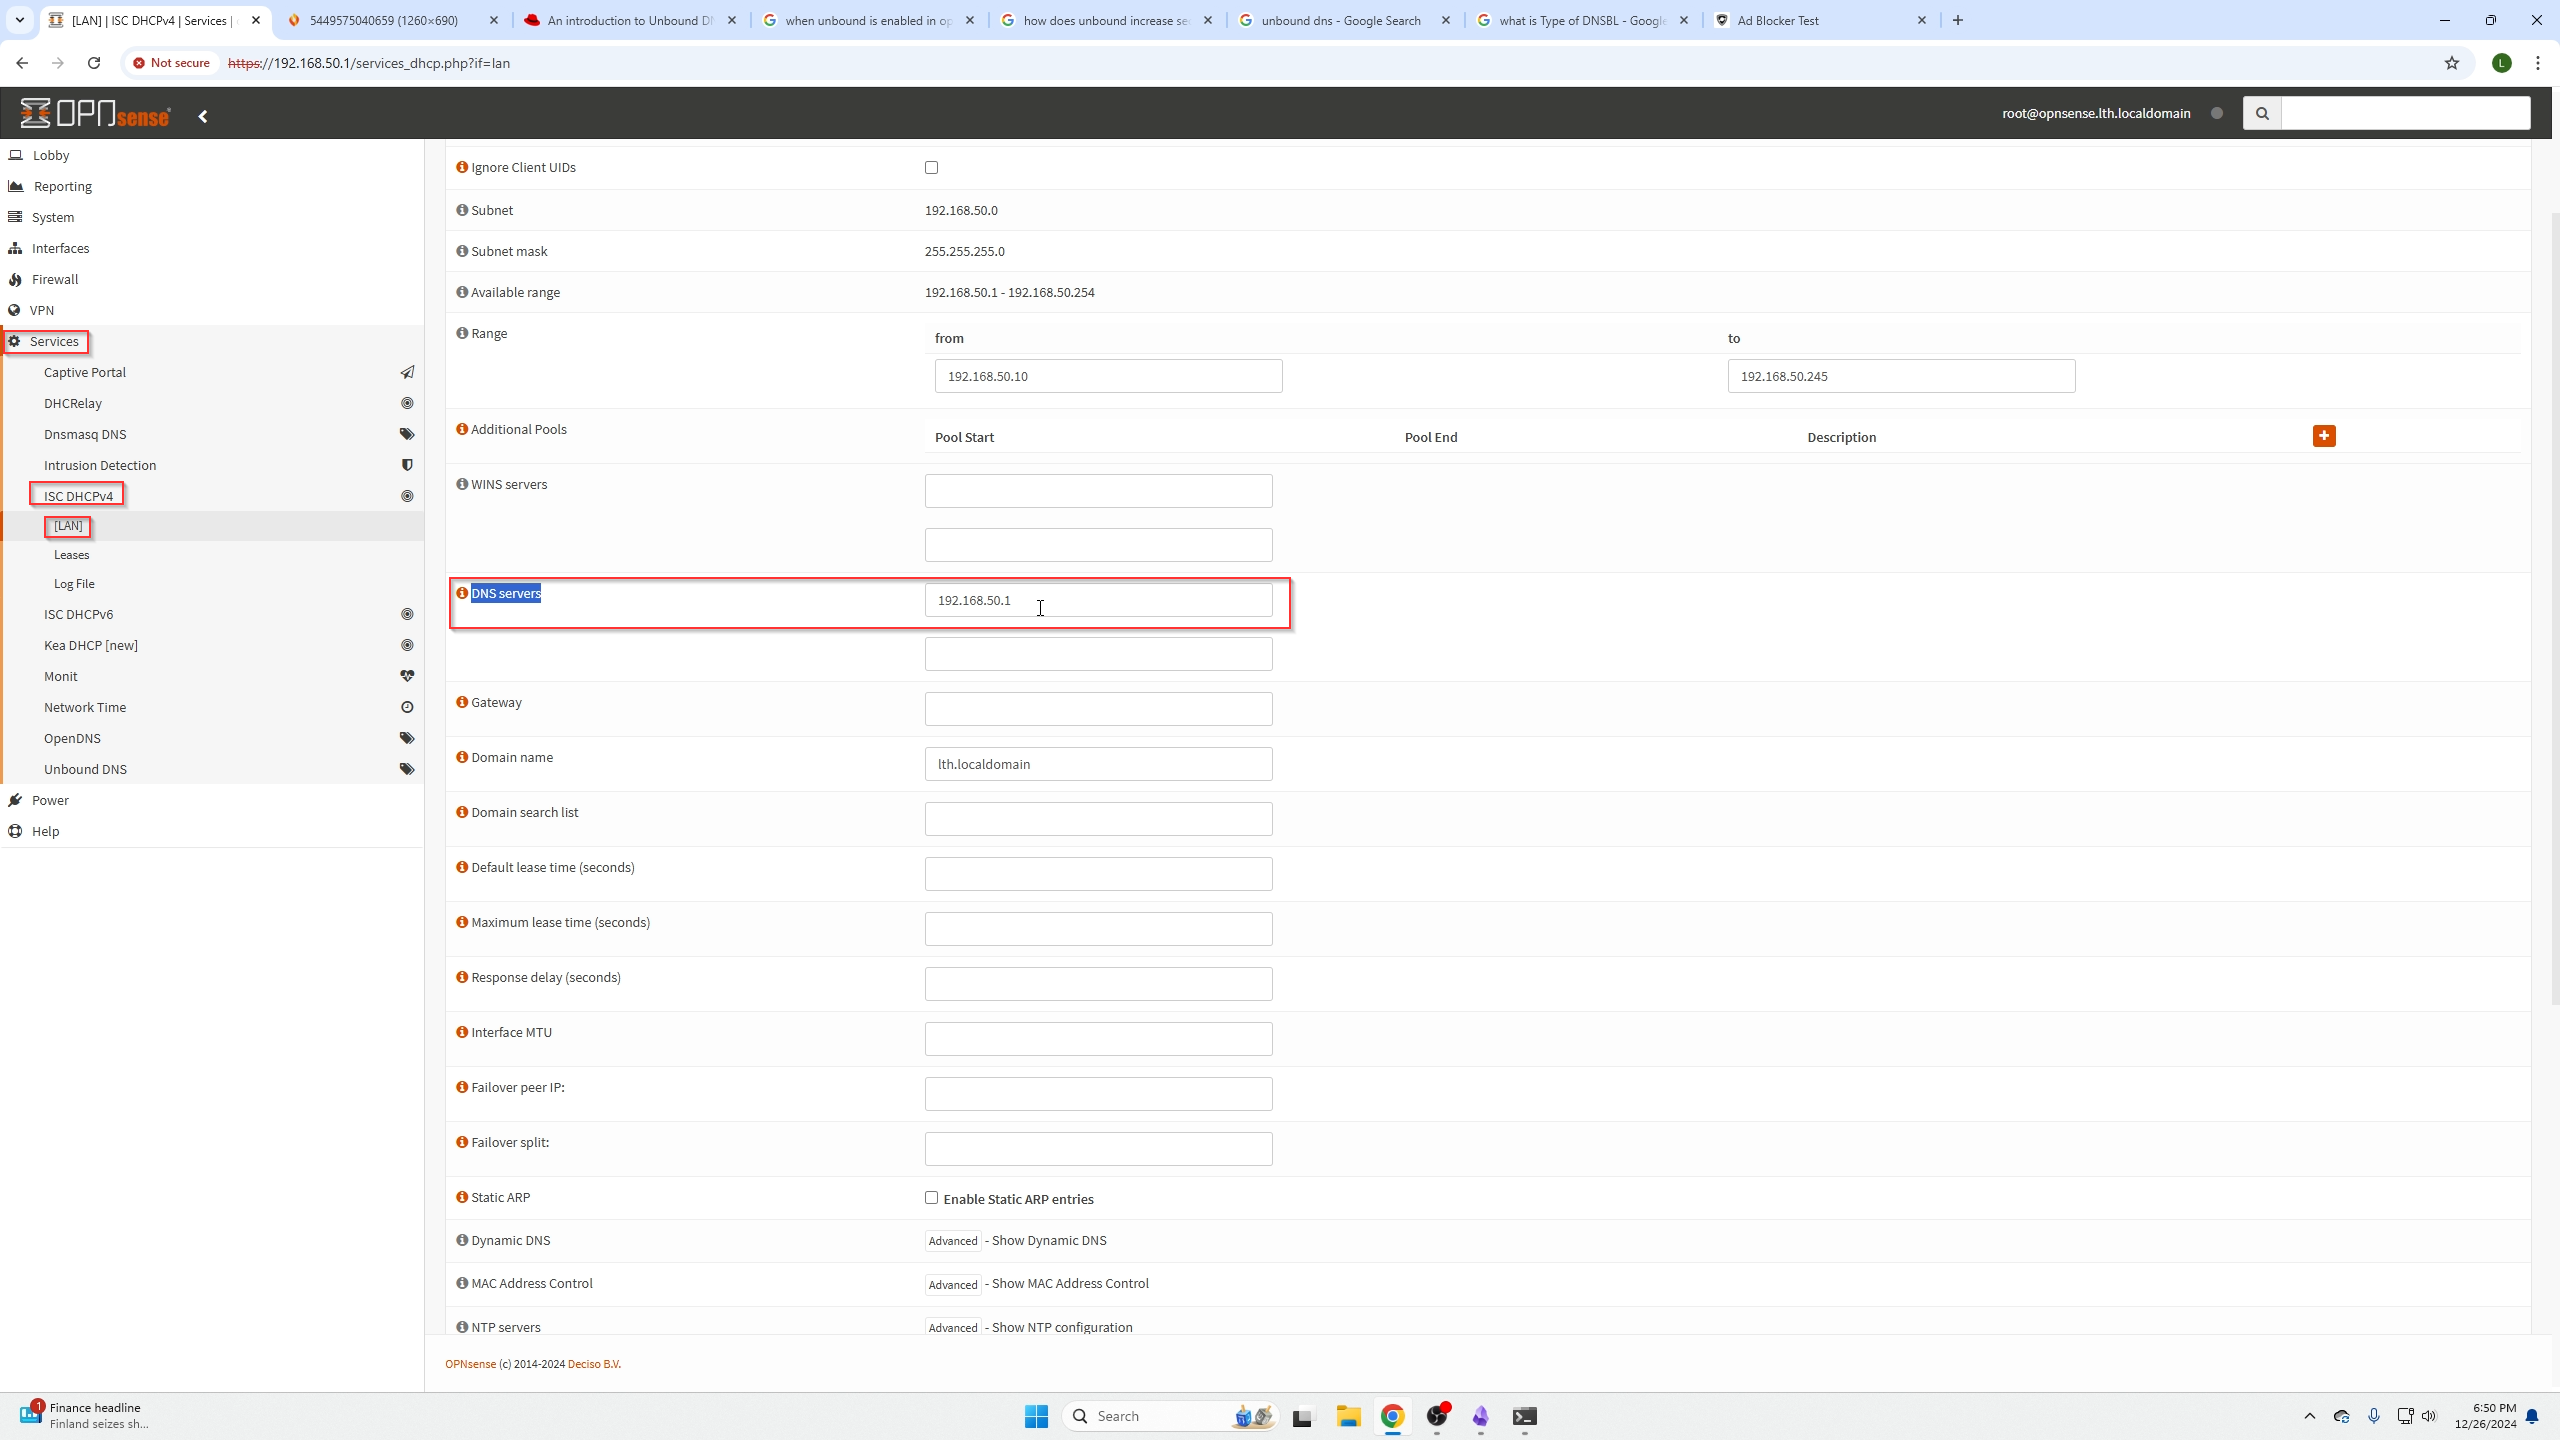 [LAN] | ISC DHCPv4 | Services |
5449575040659 (1260×690)
An introduction to Unbound D
when unbound is enabled in op
how does unbound increase se
unbound dns - Google Search
what is Type of DNSBL - Google
Ad Blocker Test
Not secure
https://192.168.50.1/services_dhcp.php?if=lan
L
OPNsense
root@opnsense.lth.localdomain
Lobby
Reporting
System
Interfaces
Firewall
VPN
Services
Captive Portal
DHCRelay
Dnsmasq DNS
Intrusion Detection
ISC DHCPv4
[LAN]
Leases
Log File
ISC DHCPv6
Kea DHCP [new]
Monit
Network Time
OpenDNS
Unbound DNS
Power
Help
Ignore Client UIDs
Subnet 192.168.50.0
Subnet mask 255.255.255.0
Available range 192.168.50.1 - 192.168.50.254
Range from to
192.168.50.10 192.168.50.245
Additional Pools Pool Start Pool End Description
WINS servers
DNS servers 192.168.50.1
Gateway
Domain name lth.localdomain
Domain search list
Default lease time (seconds)
Maximum lease time (seconds)
Response delay (seconds)
Interface MTU
Failover peer IP:
Failover split:
Static ARP Enable Static ARP entries
Dynamic DNS Advanced - Show Dynamic DNS
MAC Address Control Advanced - Show MAC Address Control
NTP servers Advanced - Show NTP configuration
OPNsense (c) 2014-2024 Deciso B.V.
1
Finance headline
Finland seizes sh...
Search
6:50 PM
12/26/2024